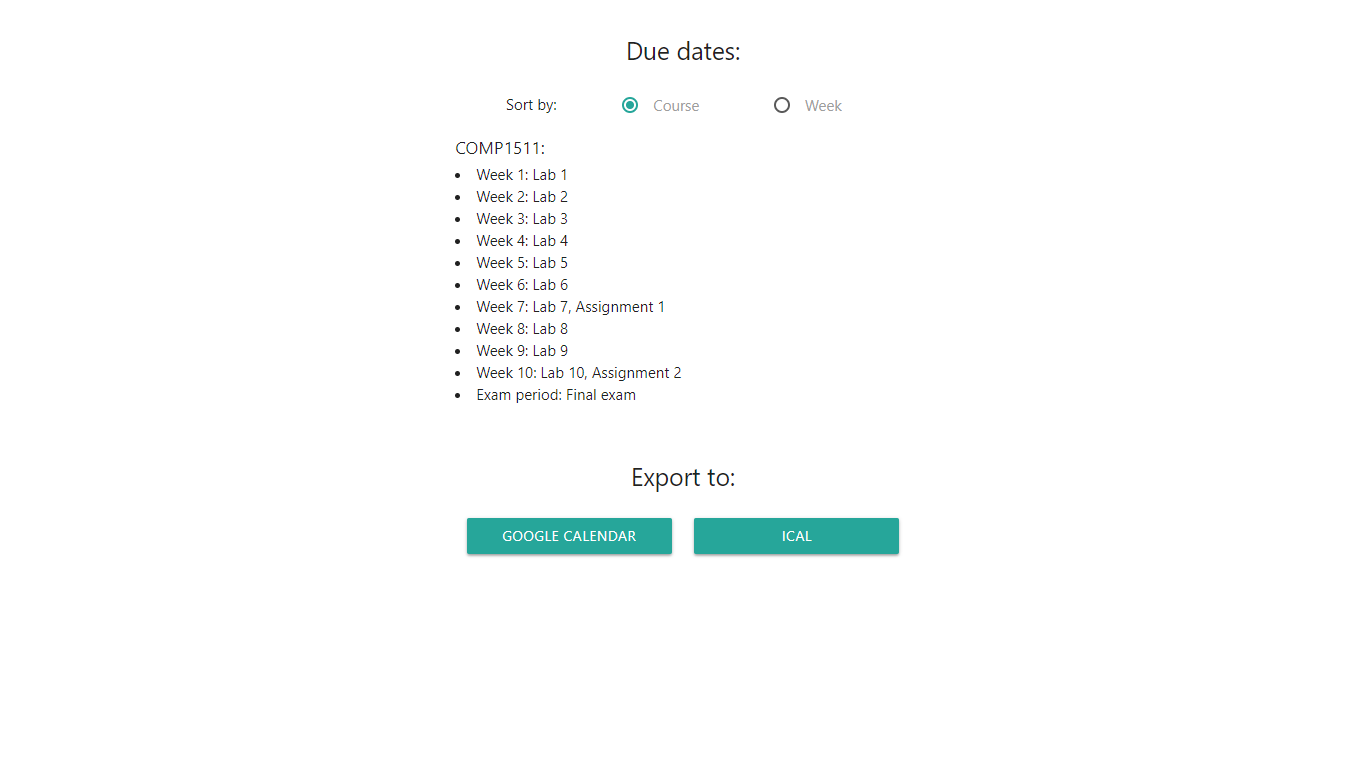 Due dates:
Sort by: Course Week
COMP1511:
Week 1: Lab 1
Week 2: Lab 2
Week 3: Lab 3
Week 4: Lab 4
Week 5: Lab 5
Week 6: Lab 6
Week 7: Lab 7, Assignment 1
Week 8: Lab 8
Week 9: Lab 9
Week 10: Lab 10, Assignment 2
Exam period: Final exam
Export to:
GOOGLE CALENDAR ICAL